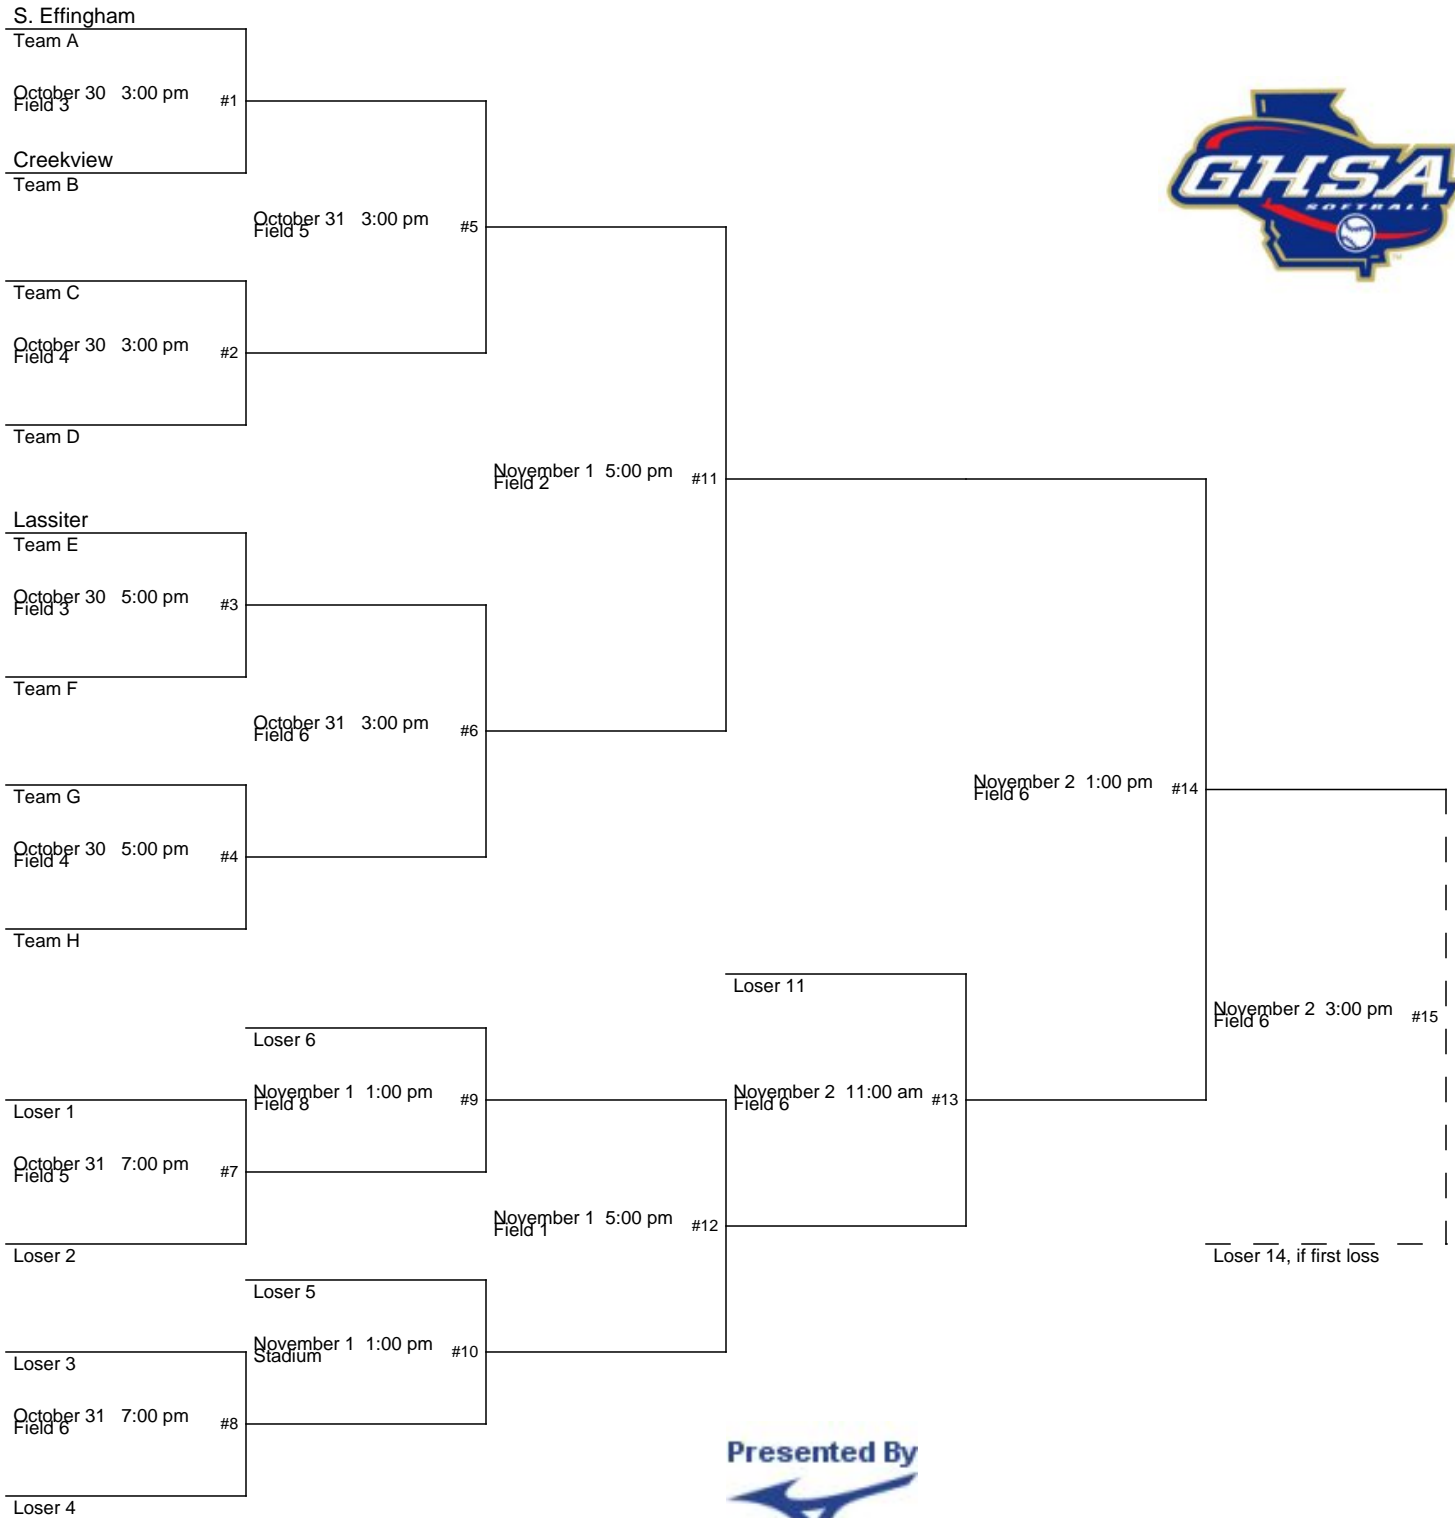 S. Effingham
Team A
October 30 3:00 pm
Field 3
#1
Creekview
Team B
October 31 3:00 pm
Field 5
#5
Team C
October 30 3:00 pm
Field 4
#2
Team D
November 1 5:00 pm
Field 2
#11
Lassiter
Team E
October 30 5:00 pm
Field 3
#3
Team F
October 31 3:00 pm
Field 6
#6
Team G
October 30 5:00 pm
Field 4
#4
Team H
November 2 1:00 pm
Field 6
#14
GHSA
SOFTBALL
TM
Loser 11
Loser 6
November 1 1:00 pm
Field 8
#9
November 2 11:00 am
Field 6
#13
November 2 3:00 pm
Field 6
#15
Loser 1
October 31 7:00 pm
Field 5
#7
Loser 2
November 1 5:00 pm
Field 1
#12
Loser 14, if first loss
Loser 5
November 1 1:00 pm
Stadium
#10
Loser 3
October 31 7:00 pm
Field 6
#8
Loser 4
Presented By